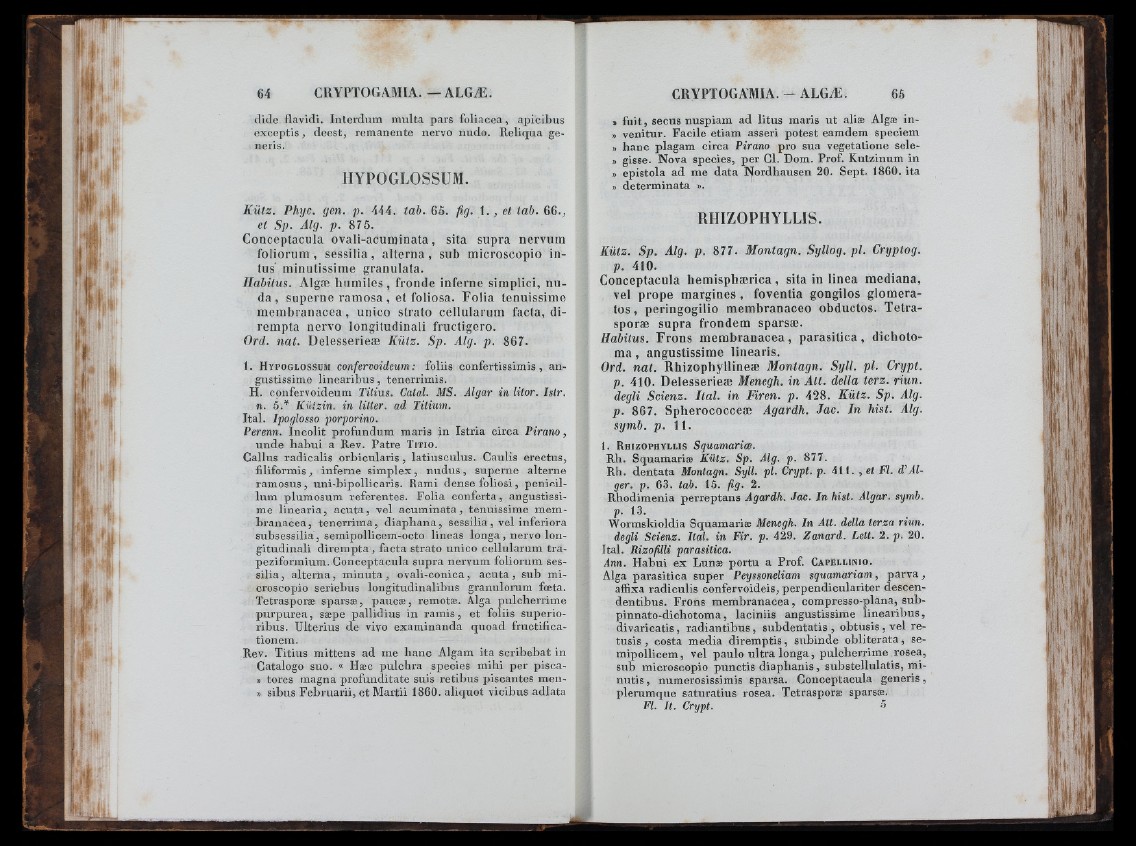 64 CRYPTOGAMIA. — ALGÆ.
dide flavidi. Interdum multa pars foliacea, apicibus
exceptis, deest, remanente nervo nudo. Reliqua ge-
neris.
HYPOGLOSSUM.
Kütz. Phyc. gen. p. 444. tab. 65. fig. 1., et tab. 66.,
et Sp. Alg. p. 875.
Conceptacula ovali-acuminata, sita supra nervum
foliorum, sessilia, alterna, sub microscopio in-
tus minutissime granulata.
Habitus. Algæ humiles, fronde inferne simplici, nu-
da, superne ramosa, et foliosa. Folia tenuissime
membranacea, unico strato cellularum facta, di-
rempta nervo longitudinali fructigero.
Ord. nat. Delesserieæ Kütz. Sp. Alg. p. 867.
1. HYPOGLOSSUM confervoideum: foliis confertissimis, an-
gustissime linearibus, tenerrimis.
H. confervoideum Titius. Catal. MS. Algar in litor. Istr.
n. 5.* Kützin. in litter. ad Titium.
Ital. Ipoglosso porporino.
Perenn. Incolit profundum maris in Istria circa Pirano,
unde habui a Rev. Patre TITIO.
Callus radicalis orbicularis, latiusculus. Caulis erectus,
filiformis, inferne simplex, nudus, superne alterne
ramosus, uni-bipollicaris. Rami dense foliosi, penicil-
lum plumosum referentes. Folia conferta, angustissi-
me linearia, acuta, vel acuminata, tenuissime mem-
branacea, tenerrima, diaphana, sessilia, vel inferiora
subsessilia, semipollicem-octo lineas longa, nervo lon-
gitudinali dirempta, facta strato unico cellularum tra-
peziformium. Conceptacula supra nervum foliorum ses-
silia, alterna, minuta, ovali-conica, acuta, sub mi-
croscopio seriebus longitudinalibus granulorum fœta.
Tetrasporæ sparsæ, paucæ, remotæ. Alga pulcherrime
purpurea, sæpe pallidius in ramis, et foliis superio-
ribus. Ulterius de vivo examinanda quoad fructifica-
tionem.
Rev. Titius mittens ad me hanc Algam ita scribebat in
Catalogo suo. « Hæc pulchra species mihi per pisca-
» tores magna profunditate suis retibus piscantes men-
» sibus Februarii, et Martii 1860. aliquot vicibus adlata
CRYPTOGAMIA. — ALGÆ. 65
» fuit, secus nuspiam ad litus maris ut aliæ Algæ in-
» venitur. Facile etiam asseri potest eamdem speciem
» hanc plagam circa Pirano pro sua vegetatione sele-
» gisse. Nova species, per Cl. Dom. Prof. Kutzinum in
» epistola ad me data Nordhausen 20. Sept. 1860. ita
» determinata ».
RHIZOPHYLLIS.
Kütz. Sp. Alg. p. 877. Montagn. Syllog. pl. Cryptog.
p. 410.
Conceptacula hemisphærica, sita in linea mediana,
vel prope margines, foventia gongilos glomera-
tos, peringogilio membranaceo obductos. Tetra-
sporæ supra frondem sparsæ.
Habitus. Frons membranacea, parasitica, dichoto-
ma, angustissime linearis.
Ord. nat. Rhizophyllineæ Montagn. Syll. pl. Crypt.
p. 410. Delesserieæ Menegh. in Att. della terz. riun.
degli Scienz. Ital. in Firen. p. 428. Kütz. Sp. Alg.
p. 867. Spherococceæ Agardh. Jac. In hist. Alg.
symb. p. 11.
1. RHIZOPHYLLIS Squamariæ.
Rh. Squamariæ Kütz. Sp. Alg. p. 877.
Rh. dentata Montagn. Syll. pl. Crypt. p. 411., et Fl. d'Al-
ger. p. 63. tab. 15. fig. 2.
Rhodimenia perreptans Agardh. Jac. In hist. Algar. symb.
p. 13.
Wormskioldia Squamariæ Menegh. In Att. della terza riun.
degli Scienz. Ital. in Fir. p. 429. Zanard. Lett. 2. p. 20.
Ital. Rizofilli parasitica.
Ann. Habui ex Lunæ portu a Prof. CAPELLINIO.
Alga parasitica super Peyssoneliam squamariam, parva,
affixa radiculis confervoideis, perpendiculariter descen-
dentibus. Frons membranacea, compresso-plana, sub-
pinnato-dichotoma, laciniis angustissime linearibus,
divaricatis, radiantibus, subdentatis, obtusis, vel re-
tusis, costa media diremptis, subinde obliterata, se-
mipollicem, vel paulo ultra longa, pulcherrime rosea,
sub microscopio punctis diaphanis, substellulatis, mi-
nutis, numerosissimis sparsa. Conceptacula generis,
plerumque saturatius rosea. Tetrasporæ sparsæ.
Fl. It. Crypt. 5